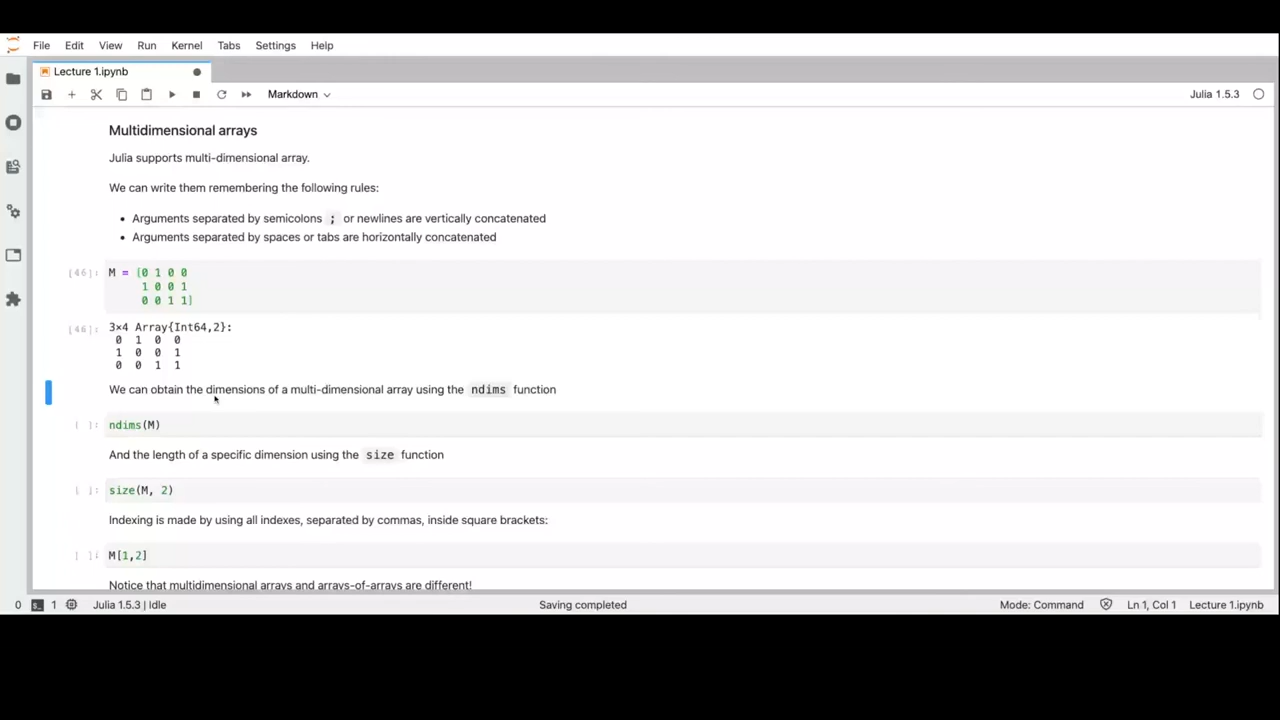 File Edit View Run Kernel Tabs Settings Help
Lecture 1.ipynb
Markdown
Julia 1.5.3
Multidimensional arrays
Julia supports multi-dimensional array.
We can write them remembering the following rules:
• Arguments separated by semicolons ; or newlines are vertically concatenated
• Arguments separated by spaces or tabs are horizontally concatenated
[46]: M = [0 1 0 0
1 0 0 1
0 0 1 1]
[46]: 3×4 Array{Int64,2}:
0 1 0 0
1 0 0 1
0 0 1 1
We can obtain the dimensions of a multi-dimensional array using the ndims function
[ ]: ndims(M)
And the length of a specific dimension using the size function
[ ]: size(M, 2)
Indexing is made by using all indexes, separated by commas, inside square brackets:
[ ]: M[1,2]
Notice that multidimensional arrays and arrays-of-arrays are different!
0 1 Julia 1.5.3 | Idle Saving completed Mode: Command Ln 1, Col 1 Lecture 1.ipynb